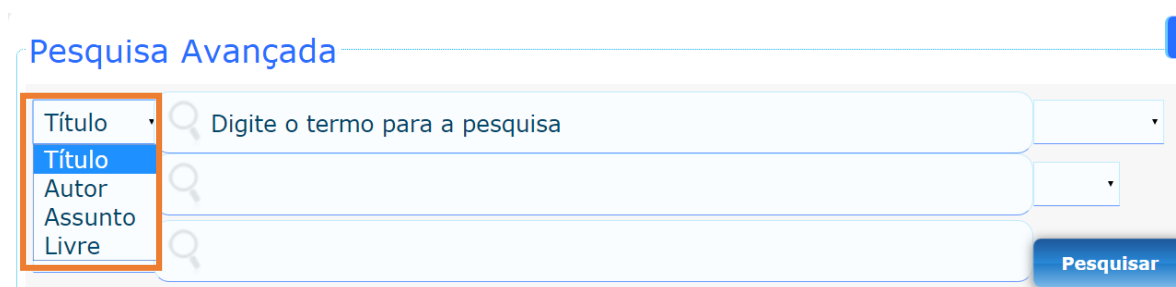 Pesquisa Avançada
Título
Digite o termo para a pesquisa
Título
Autor
Assunto
Livre
Pesquisar